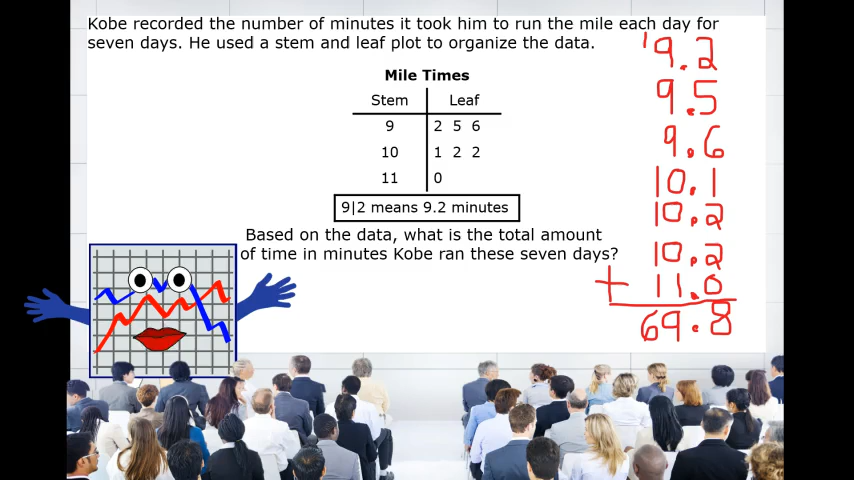 Kobe recorded the number of minutes it took him to run the mile each day for
seven days. He used a stem and leaf plot to organize the data.
Mile Times
Stem Leaf
9 2 5 6
10 1 2 2
11 0
9|2 means 9.2 minutes
Based on the data, what is the total amount
of time in minutes Kobe ran these seven days?
1
9.2
9.5
9.6
10.1
10.2
10.2
+ 11.0
69.8